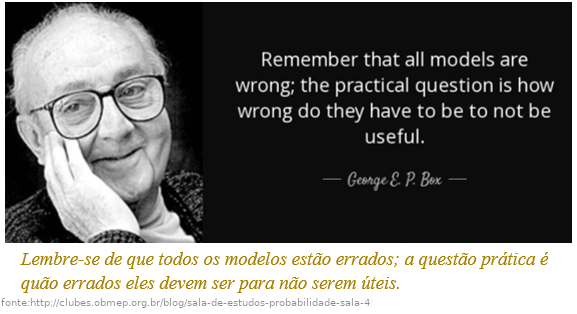 Remember that all models are
wrong; the practical question is how
wrong do they have to be to not be
useful.
— George E. P. Box —
Lembre-se de que todos os modelos estão errados; a questão prática é
quão errados eles devem ser para não serem úteis.
fonte:http://clubes.obmep.org.br/blog/sala-de-estudos-probabilidade-sala-4